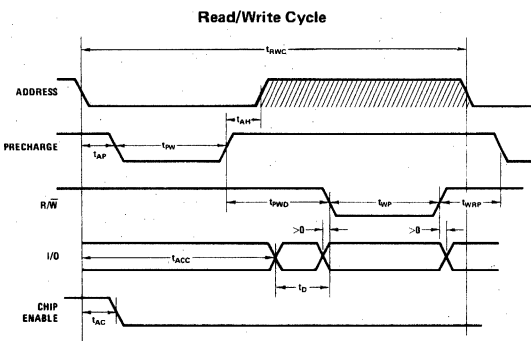 Read/Write Cycle
tRWC
ADDRESS
tAH
PRECHARGE
tAP
tPW
R/W̅
tPWD
tWP
tWRP
>0
>0
I/O
tACC
tD
CHIP
ENABLE
tAC